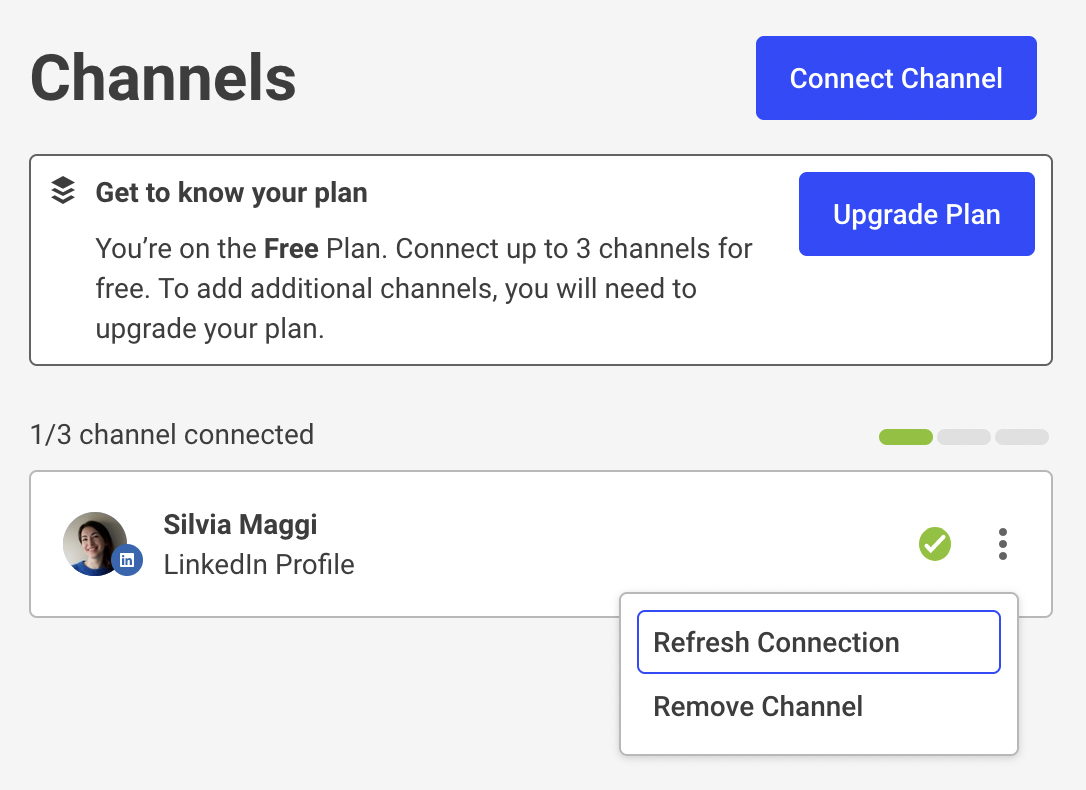 Channels
Connect Channel
Get to know your plan
Upgrade Plan
You’re on the Free Plan. Connect up to 3 channels for
free. To add additional channels, you will need to
upgrade your plan.
1/3 channel connected
Silvia Maggi
in
LinkedIn Profile
Refresh Connection
Remove Channel